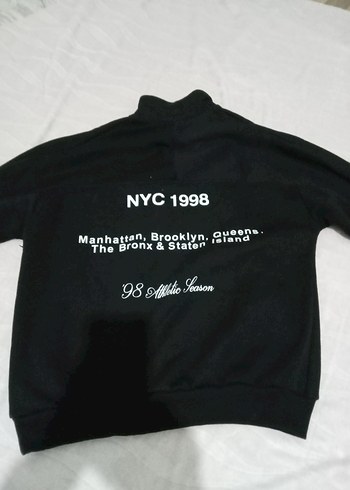 NYC 1998
Manhattan, Brooklyn, Queens,
The Bronx & Staten Island
'98 Athletic Season